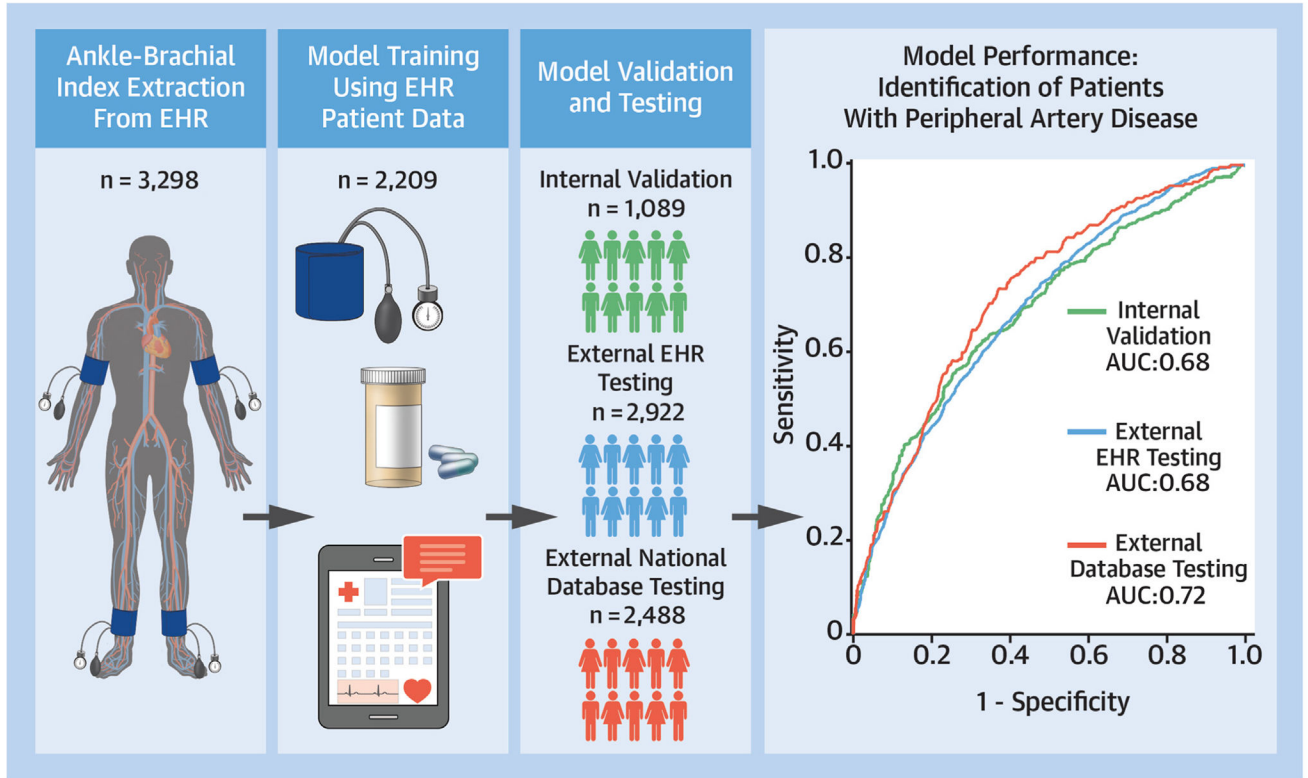 Ankle-Brachial
Index Extraction
From EHR
n = 3,298
Model Training
Using EHR
Patient Data
n = 2,209
Model Validation
and Testing
Internal Validation
n = 1,089
External EHR
Testing
n = 2,922
External National
Database Testing
n = 2,488
Model Performance:
Identification of Patients
With Peripheral Artery Disease
Sensitivity
1.0
0.8
0.6
0.4
0.2
0
0
0.2
0.4
0.6
0.8
1.0
1 - Specificity
Internal
Validation
AUC:0.68
External
EHR Testing
AUC:0.68
External
Database Testing
AUC:0.72